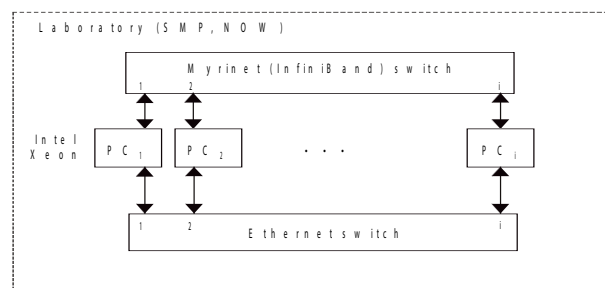 Laboratory (SMP, NOW)
Myrinet (InfiniBand) switch
1 2 i
Intel
Xeon
PC1 PC2 . . . PCi
1 2 i
Ethernet switch